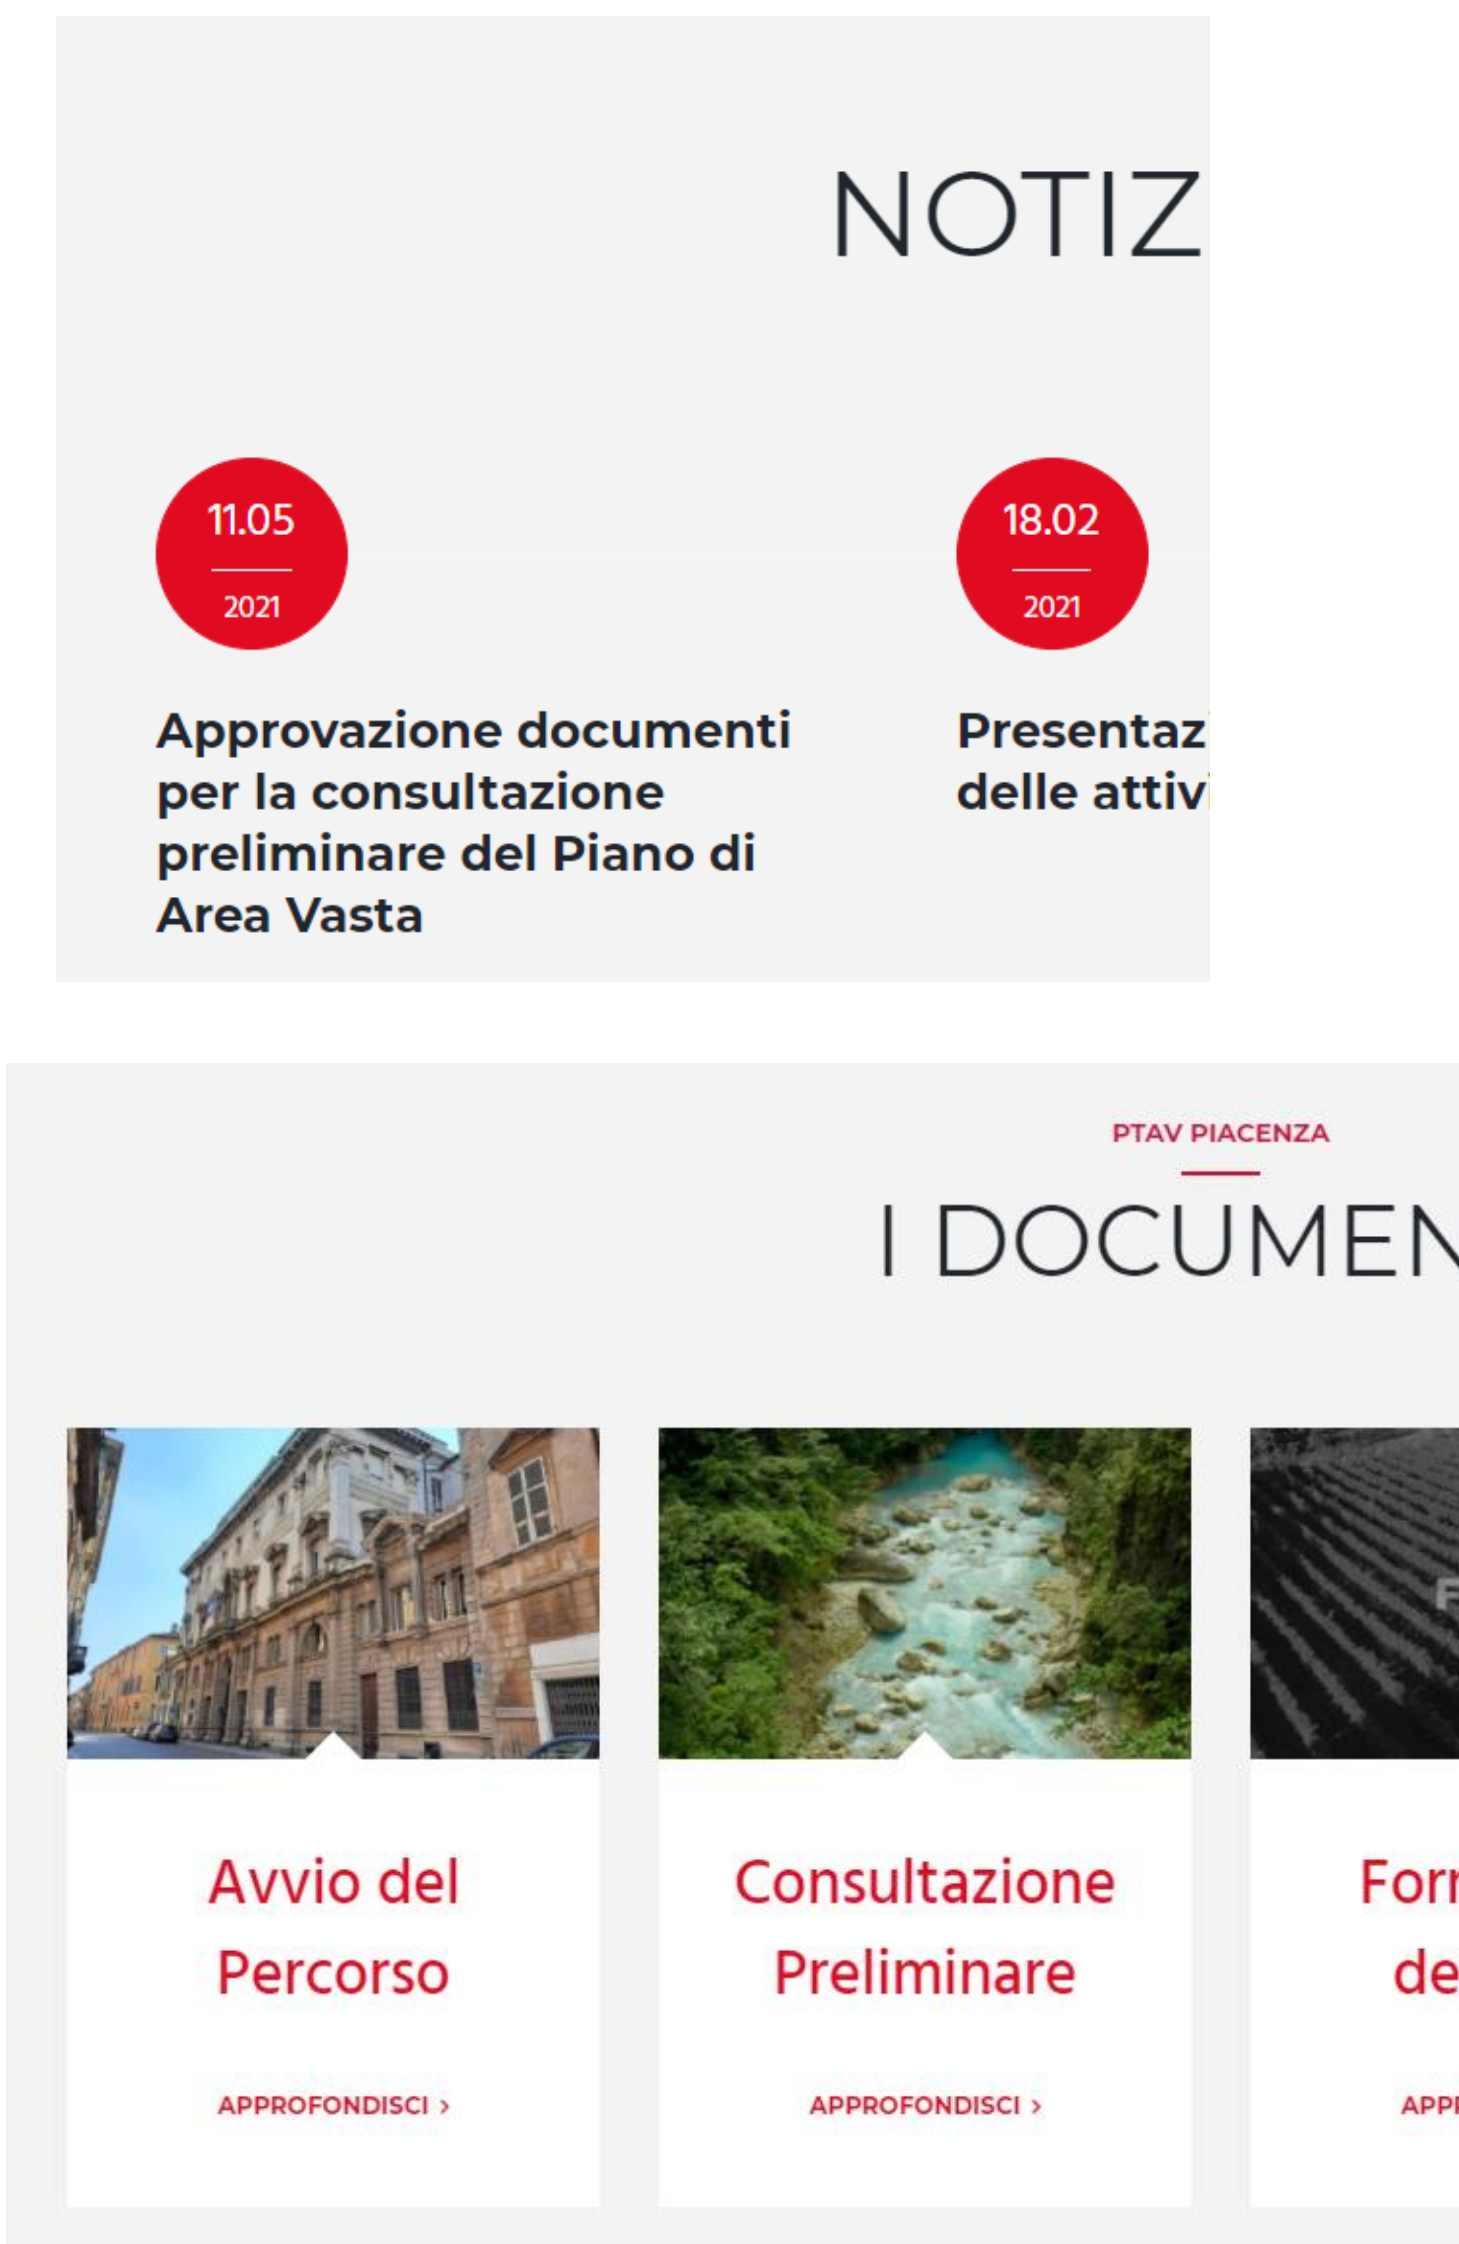 NOTIZ
11.05
2021
Approvazione documenti
per la consultazione
preliminare del Piano di
Area Vasta
18.02
2021
Presentaz
delle attiv
PTAV PIACENZA
I DOCUMEN
Avvio del
Percorso
APPROFONDISCI >
Consultazione
Preliminare
APPROFONDISCI >
For
de
APP